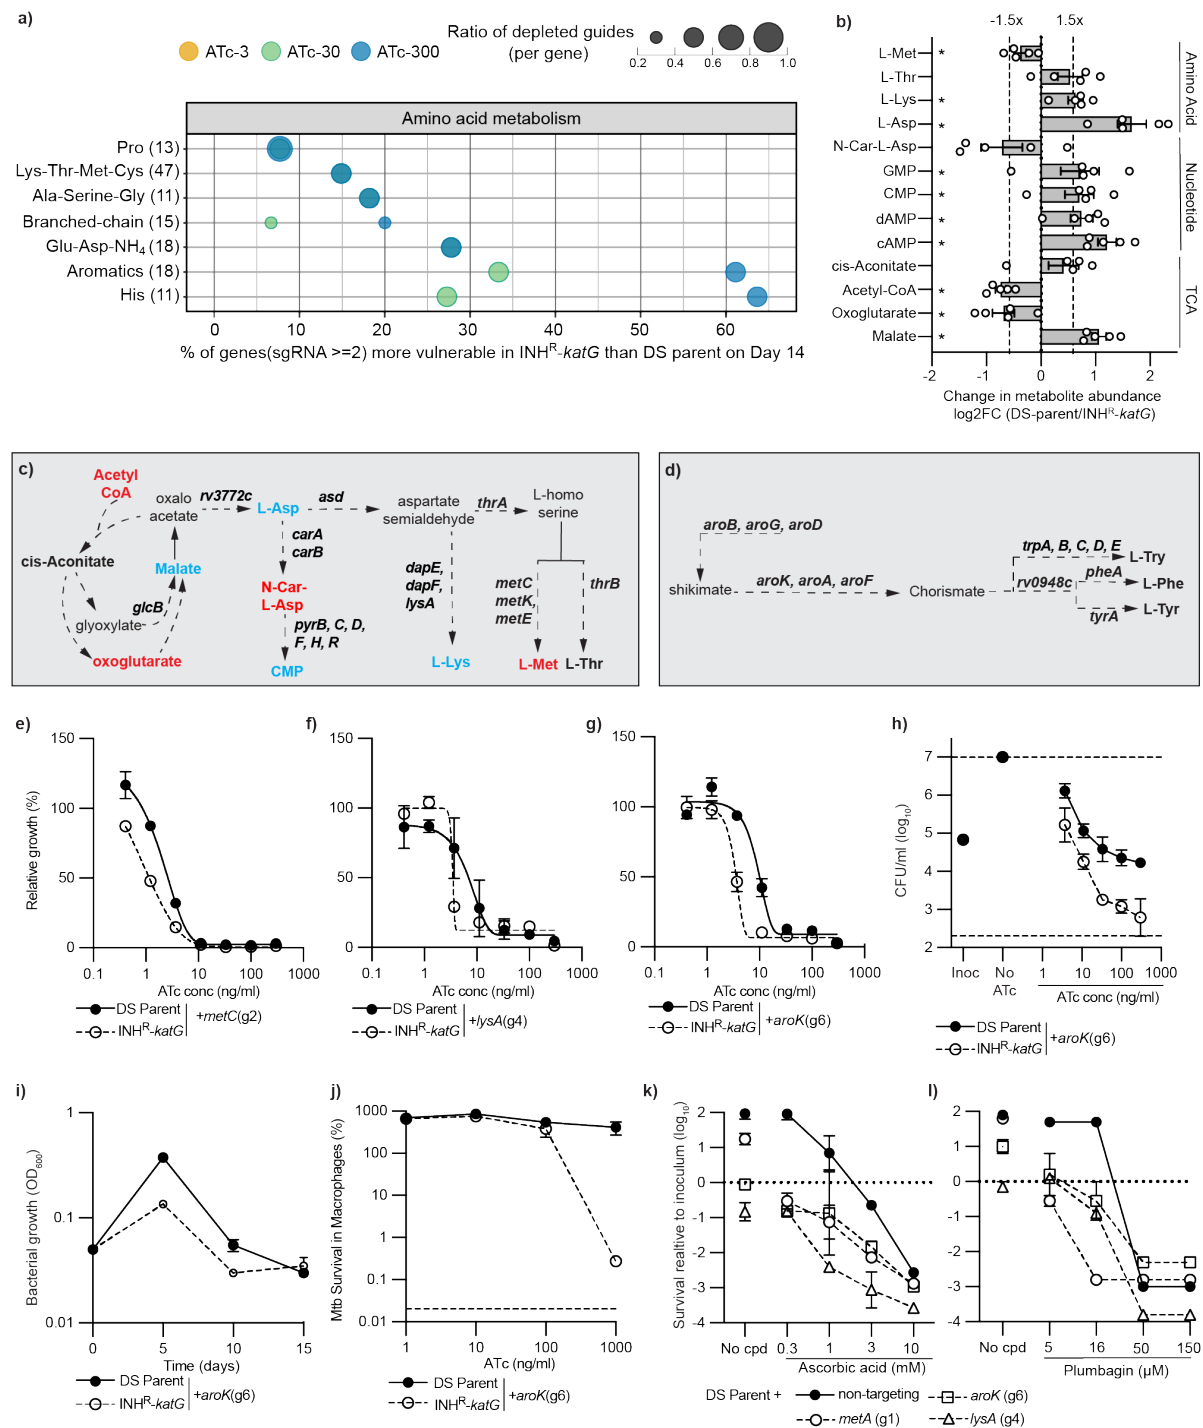 a)
ATc-3 ATc-30 ATc-300
Ratio of depleted guides
(per gene)
0.2 0.4 0.6 0.8 1.0
Amino acid metabolism
Pro (13)
Lys-Thr-Met-Cys (47)
Ala-Serine-Gly (11)
Branched-chain (15)
Glu-Asp-NH4 (18)
Aromatics (18)
His (11)
0 10 20 30 40 50 60
% of genes(sgRNA >=2) more vulnerable in INHR-katG than DS parent on Day 14
b)
-1.5x 1.5x
L-Met *
L-Thr
L-Lys *
L-Asp *
N-Car-L-Asp
GMP *
CMP *
dAMP *
cAMP *
cis-Aconitate
Acetyl-CoA *
Oxoglutarate *
Malate *
Amino Acid
Nucleotide
TCA
-2 -1 0 1 2
Change in metabolite abundance
log2FC (DS-parent/INHR-katG)
c)
Acetyl
CoA
oxalo
acetate
rv3772c
L-Asp
asd
aspartate
semialdehyde
thrA
L-homo
serine
carA
carB
cis-Aconitate
Malate
glcB
glyoxylate
oxoglutarate
N-Car-
L-Asp
pyrB, C, D,
F, H, R
CMP
dapE,
dapF,
lysA
L-Lys
metC
metK,
metE
thrB
L-Met L-Thr
d)
aroB, aroG, aroD
shikimate
aroK, aroA, aroF
Chorismate
trpA, B, C, D, E
L-Try
rv0948c
pheA
L-Phe
tyrA
L-Tyr
e)
Relative growth (%)
150
100
50
0
0.1 1 10 100 1000
ATc conc (ng/ml)
DS Parent
INHR-katG
+metC(g2)
f)
150
100
50
0
0.1 1 10 100 1000
ATc conc (ng/ml)
DS Parent
INHR-katG
+lysA(g4)
g)
150
100
50
0
0.1 1 10 100 1000
ATc conc (ng/ml)
DS Parent
INHR-katG
+aroK(g6)
h)
CFU/ml (log10)
7
6
5
4
3
2
Inoc No
ATc
1 10 100 1000
ATc conc (ng/ml)
DS Parent
INHR-katG
+aroK(g6)
i)
Bacterial growth (OD600)
1
0.1
0.01
0 5 10 15
Time (days)
DS Parent
INHR-katG
+aroK(g6)
j)
Mtb Survival in Macrophages (%)
1000
100
10
1
0.1
0.01
1 10 100 1000
ATc (ng/ml)
DS Parent
INHR-katG
+aroK(g6)
k)
Survival realtive to inoculum (log10)
2
1
0
-1
-2
-3
-4
No cpd 0.3 1 3 10
Ascorbic acid (mM)
l)
2
1
0
-1
-2
-3
-4
No cpd 5 16 50 150
Plumbagin (µM)
DS Parent + non-targeting aroK (g6)
metA (g1) lysA (g4)